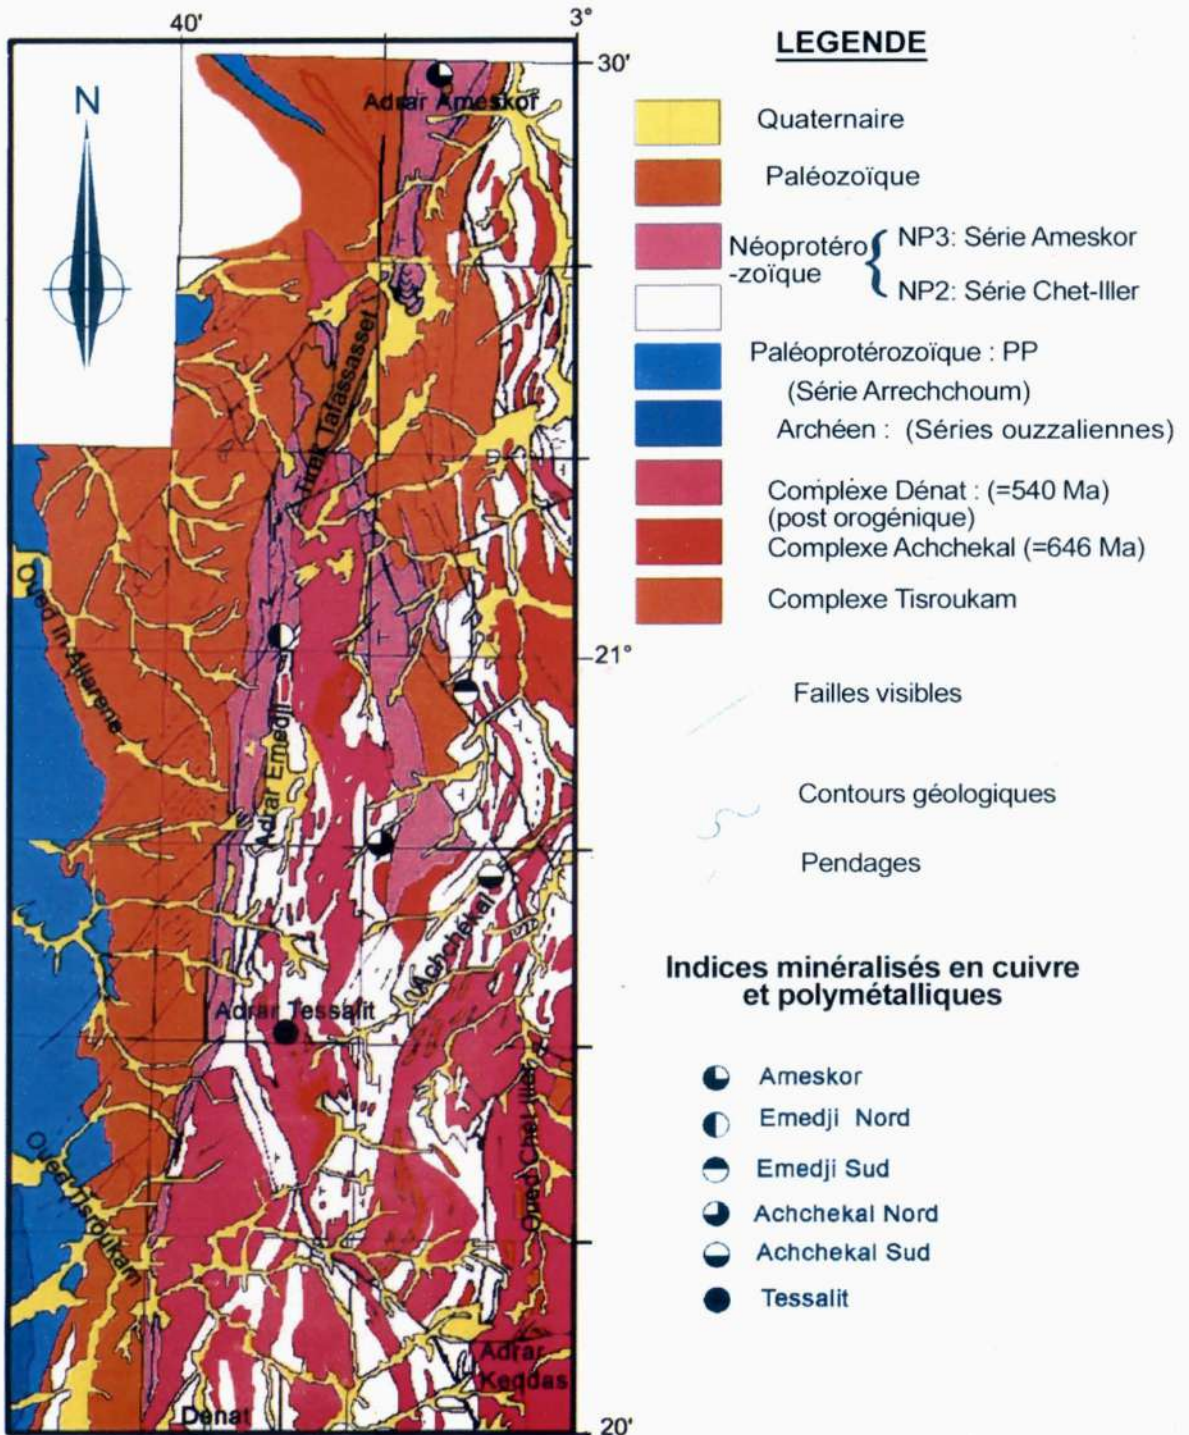 40'
3°
N
30'
Adrar Ameskor
Tirek Tafassasset
Oued In-Allarene
21°
Adrar Emedji
Achchékal
Adrar Tessalit
Oued Chet-Iller
Oued Tisroukam
Adrar
Keqdas
Dénat
20'
LEGENDE
Quaternaire
Paléozoïque
Néoprotéro
-zoïque
NP3: Série Ameskor
NP2: Série Chet-Iller
Paléoprotérozoïque : PP
(Série Arrechchoum)
Archéen : (Séries ouzzaliennes)
Complexe Dénat : (=540 Ma)
(post orogénique)
Complexe Achchekal (=646 Ma)
Complexe Tisroukam
Failles visibles
Contours géologiques
Pendages
Indices minéralisés en cuivre
et polymétalliques
Ameskor
Emedji Nord
Emedji Sud
Achchekal Nord
Achchekal Sud
Tessalit